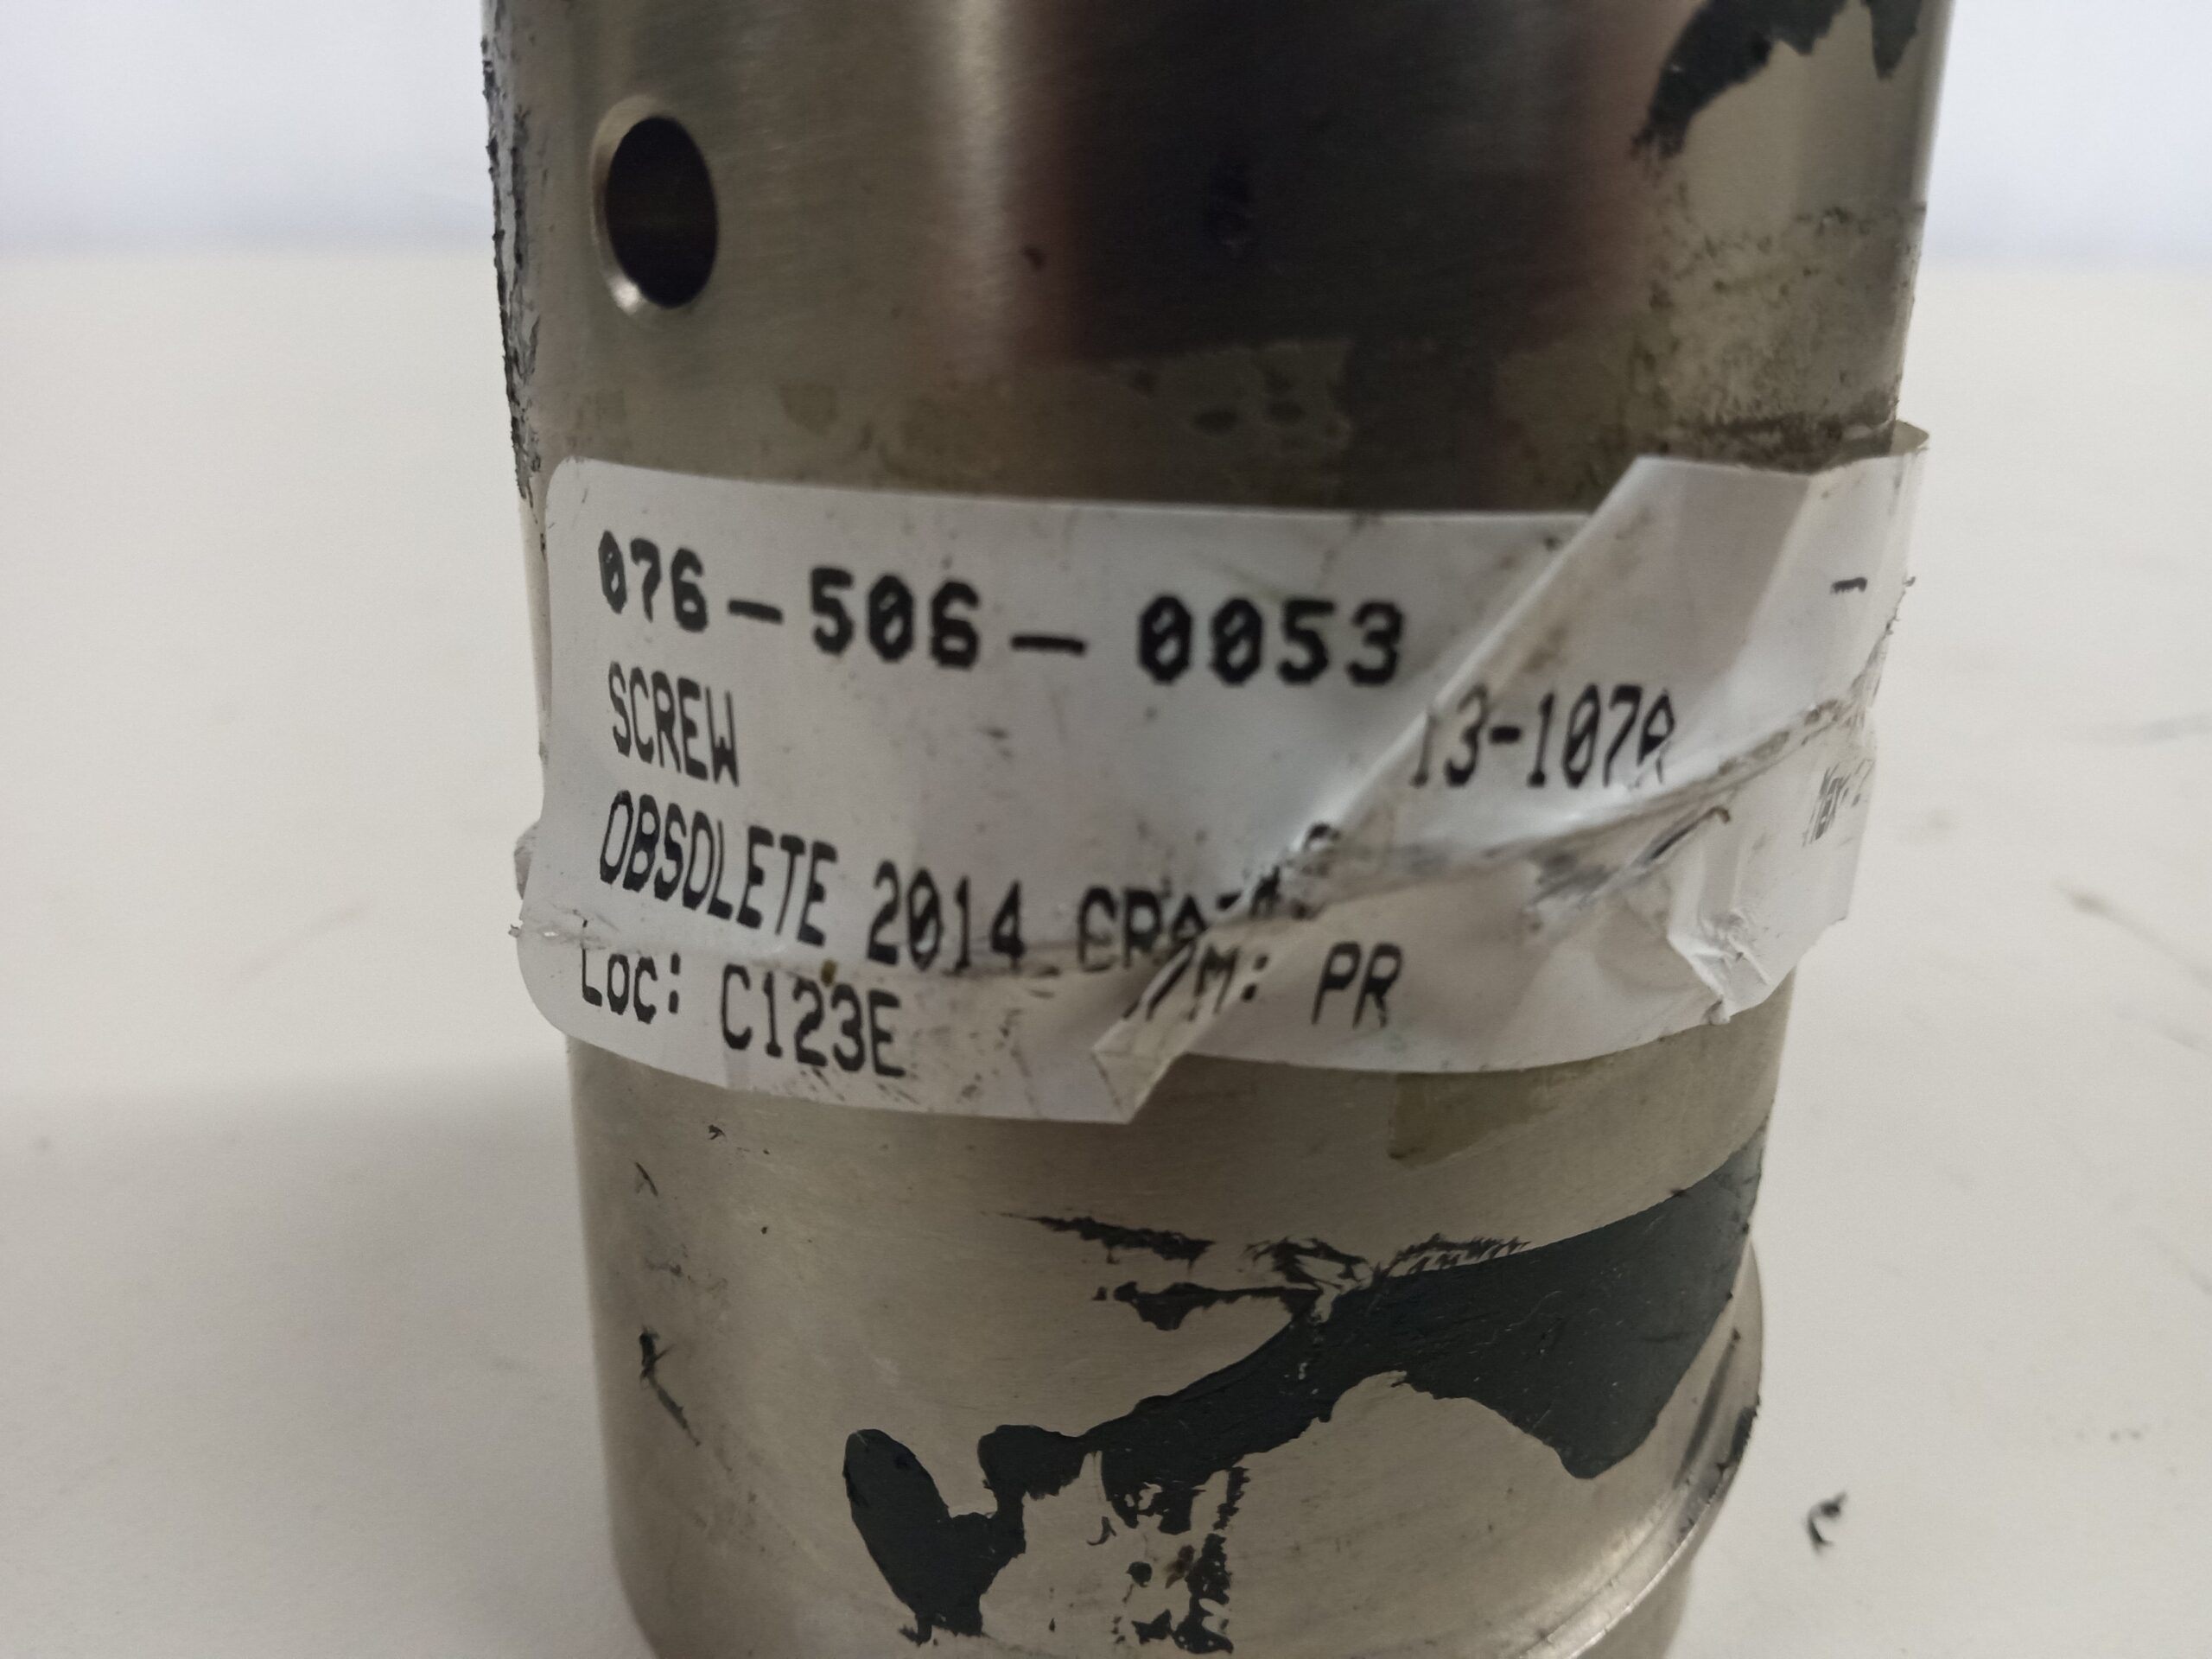 076-506-0053
SCREW 13-107A
OBSOLETE 2014
LOC: C123E /M: PR